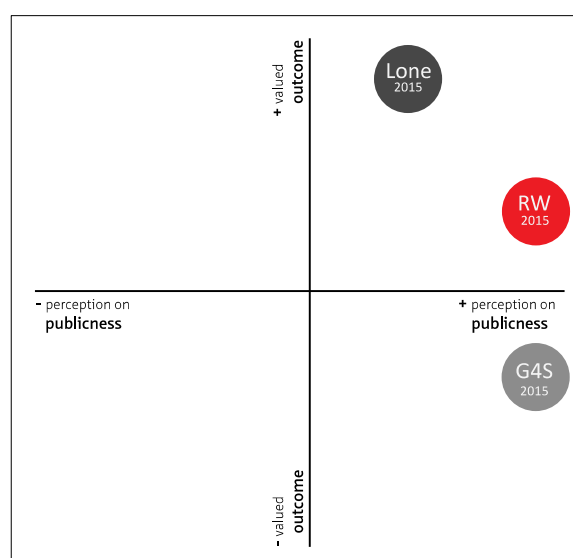 + valued
outcome
Lone
2015
RW
2015
- perception on
publicness
+ perception on
publicness
G4S
2015
- valued
outcome